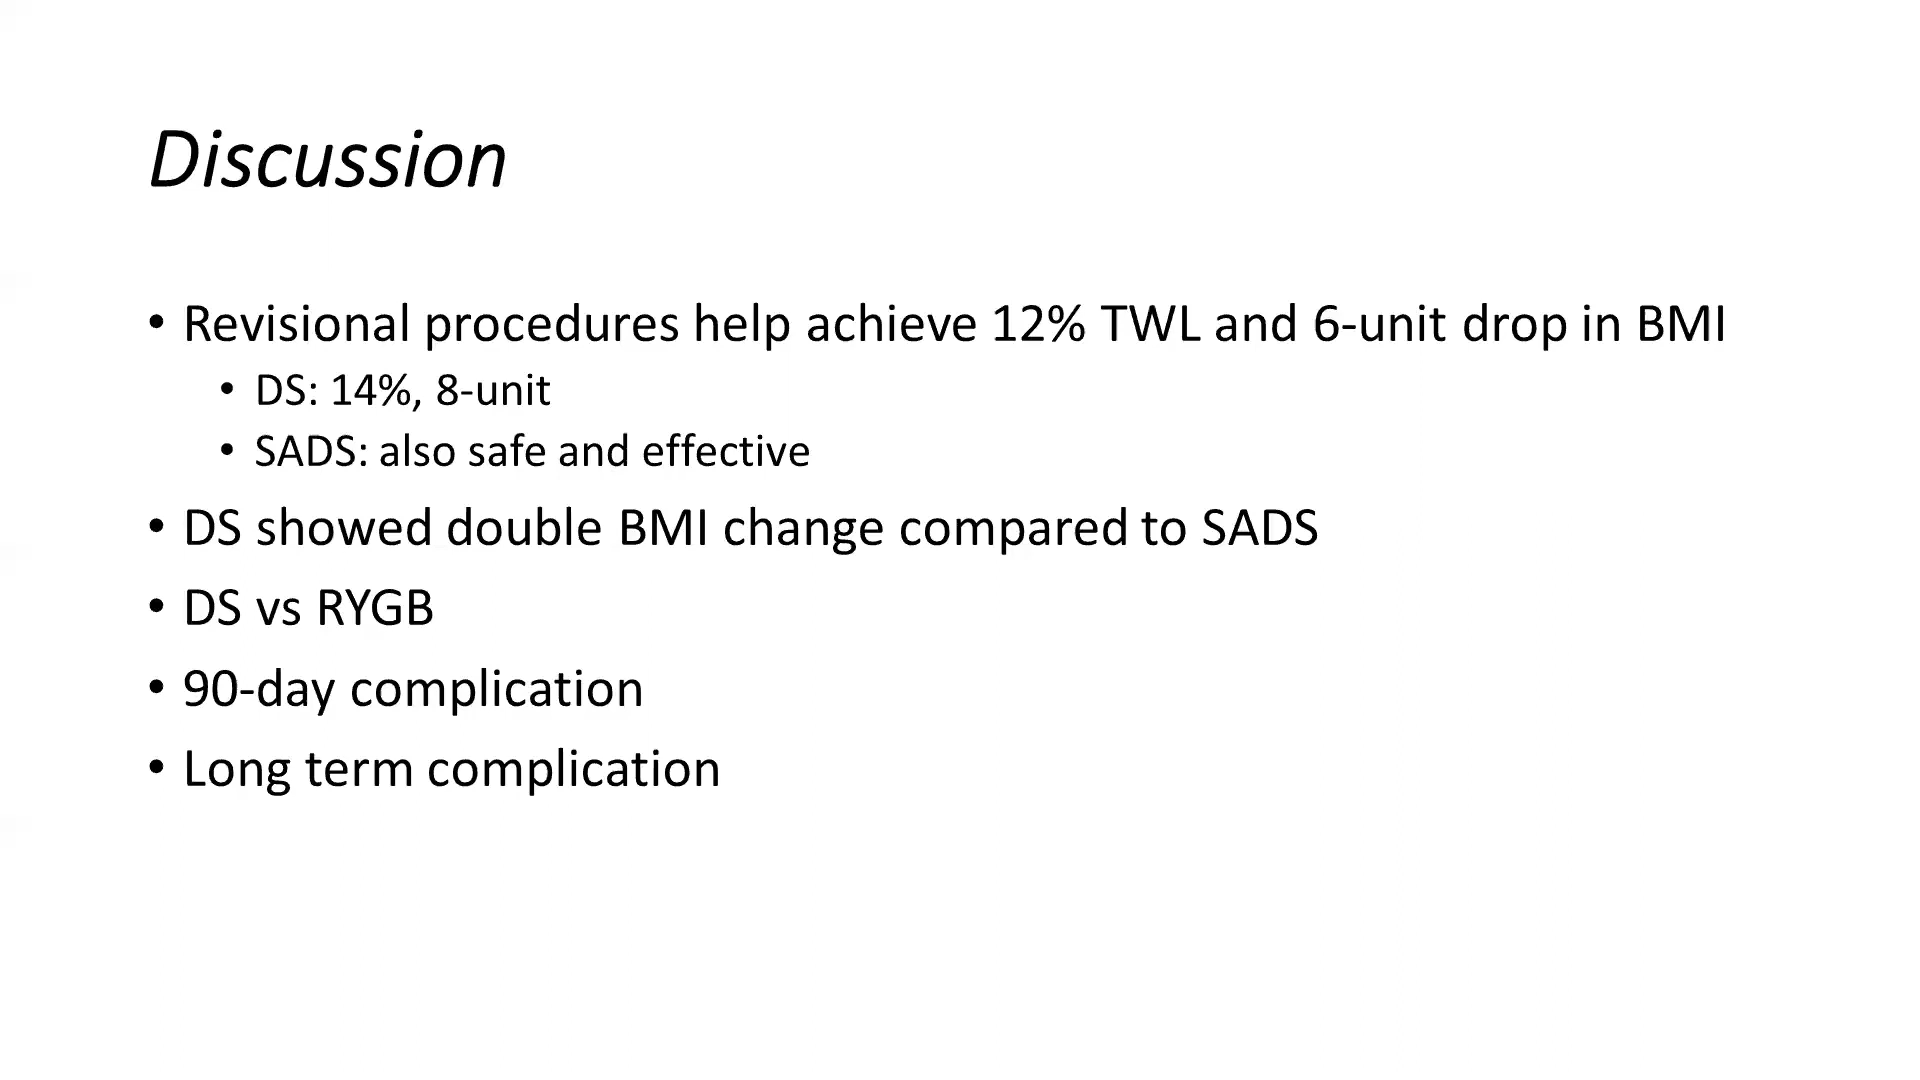 Discussion
• Revisional procedures help achieve 12% TWL and 6-unit drop in BMI
• DS: 14%, 8-unit
• SADS: also safe and effective
• DS showed double BMI change compared to SADS
• DS vs RYGB
• 90-day complication
• Long term complication